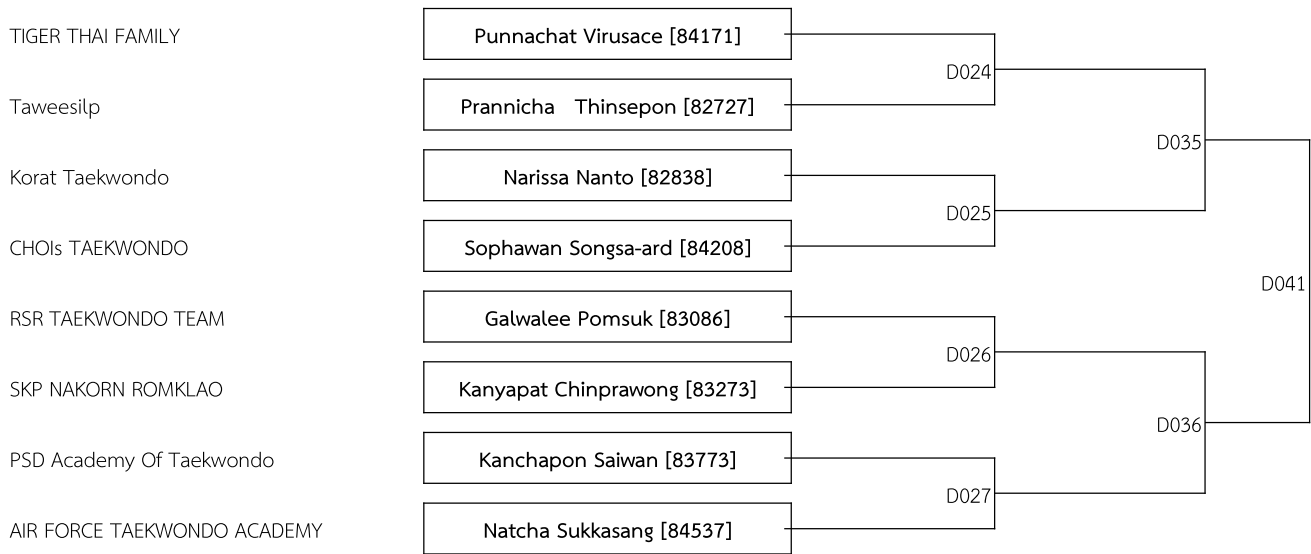 TIGER THAI FAMILY
Punnachat Virusace [84171]
D024
Taweesilp
Prannicha Thinsepon [82727]
D035
Korat Taekwondo
Narissa Nanto [82838]
D025
CHOIs TAEKWONDO
Sophawan Songsa-ard [84208]
D041
RSR TAEKWONDO TEAM
Galwalee Pomsuk [83086]
D026
SKP NAKORN ROMKLAO
Kanyapat Chinprawong [83273]
D036
PSD Academy Of Taekwondo
Kanchapon Saiwan [83773]
D027
AIR FORCE TAEKWONDO ACADEMY
Natcha Sukkasang [84537]